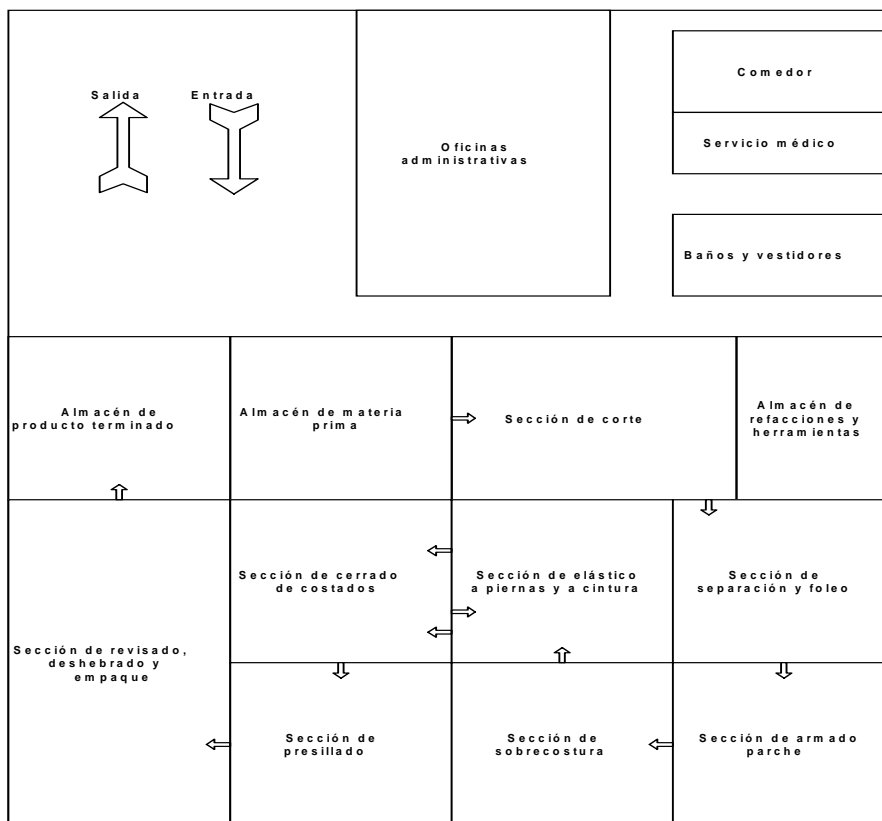 Comedor
Salida
Entrada
Oficinas
administrativas
Servicio médico
Baños y vestidores
Almacén de
producto terminado
Almacén de materia
prima
Sección de corte
Almacén de
refacciones y
herramientas
Sección de cerrado
de costados
Sección de elástico
a piernas y a cintura
Sección de
separación y foleo
Sección de revisado,
deshebrado y
empaque
Sección de
presillado
Sección de
sobrecostura
Sección de armado
parche